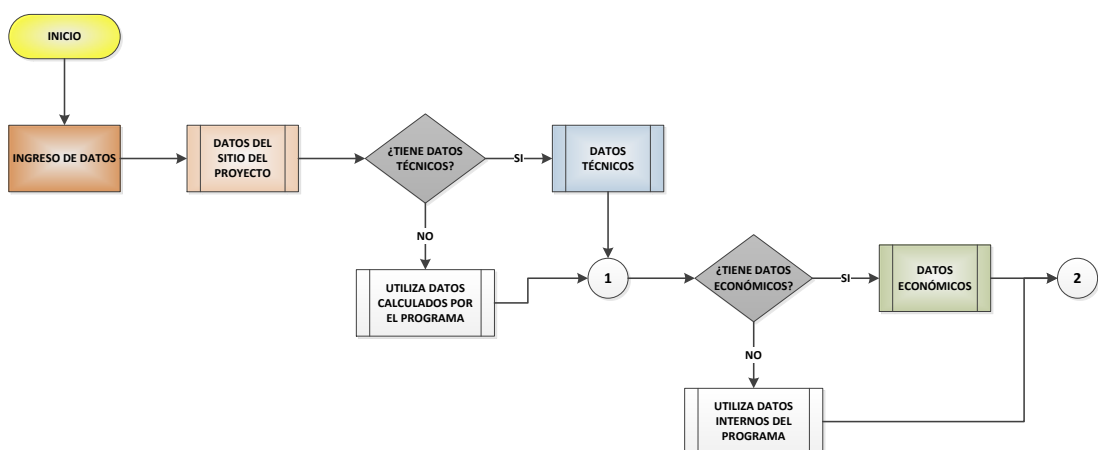 INICIO
INGRESO DE DATOS
DATOS DEL
SITIO DEL
PROYECTO
¿TIENE DATOS
TÉCNICOS?
SI
DATOS
TÉCNICOS
NO
UTILIZA DATOS
CALCULADOS POR
EL PROGRAMA
1
¿TIENE DATOS
ECONÓMICOS?
SI
DATOS
ECONÓMICOS
2
NO
UTILIZA DATOS
INTERNOS DEL
PROGRAMA